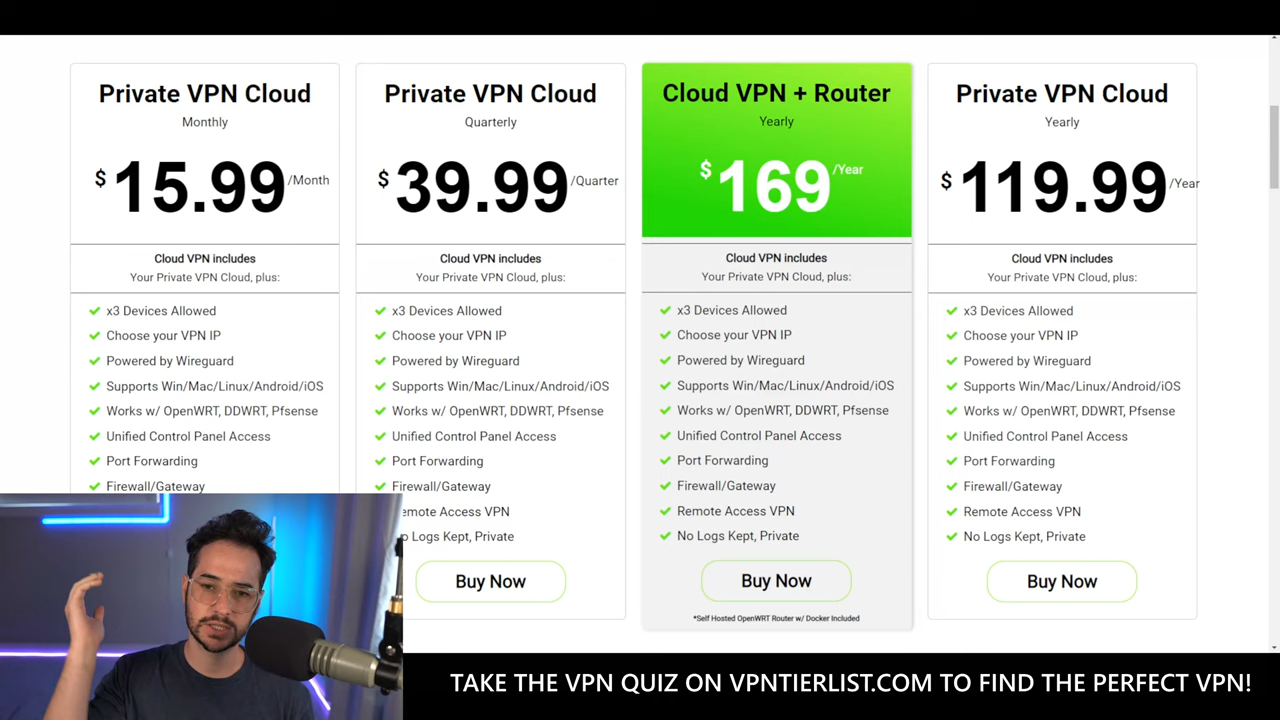 Private VPN Cloud
Monthly
$ 15.99 /Month
Cloud VPN includes
Your Private VPN Cloud, plus:
x3 Devices Allowed
Choose your VPN IP
Powered by Wireguard
Supports Win/Mac/Linux/Android/iOS
Works w/ OpenWRT, DDWRT, Pfsense
Unified Control Panel Access
Port Forwarding
Firewall/Gateway
Private VPN Cloud
Quarterly
$ 39.99 /Quarter
Cloud VPN includes
Your Private VPN Cloud, plus:
x3 Devices Allowed
Choose your VPN IP
Powered by Wireguard
Supports Win/Mac/Linux/Android/iOS
Works w/ OpenWRT, DDWRT, Pfsense
Unified Control Panel Access
Port Forwarding
Firewall/Gateway
emote Access VPN
o Logs Kept, Private
Buy Now
Cloud VPN + Router
Yearly
$ 169 /Year
Cloud VPN includes
Your Private VPN Cloud, plus:
x3 Devices Allowed
Choose your VPN IP
Powered by Wireguard
Supports Win/Mac/Linux/Android/iOS
Works w/ OpenWRT, DDWRT, Pfsense
Unified Control Panel Access
Port Forwarding
Firewall/Gateway
Remote Access VPN
No Logs Kept, Private
Buy Now
*Self Hosted OpenWRT Router w/ Docker Included
Private VPN Cloud
Yearly
$ 119.99 /Year
Cloud VPN includes
Your Private VPN Cloud, plus:
x3 Devices Allowed
Choose your VPN IP
Powered by Wireguard
Supports Win/Mac/Linux/Android/iOS
Works w/ OpenWRT, DDWRT, Pfsense
Unified Control Panel Access
Port Forwarding
Firewall/Gateway
Remote Access VPN
No Logs Kept, Private
Buy Now
TAKE THE VPN QUIZ ON VPNTIERLIST.COM TO FIND THE PERFECT VPN!